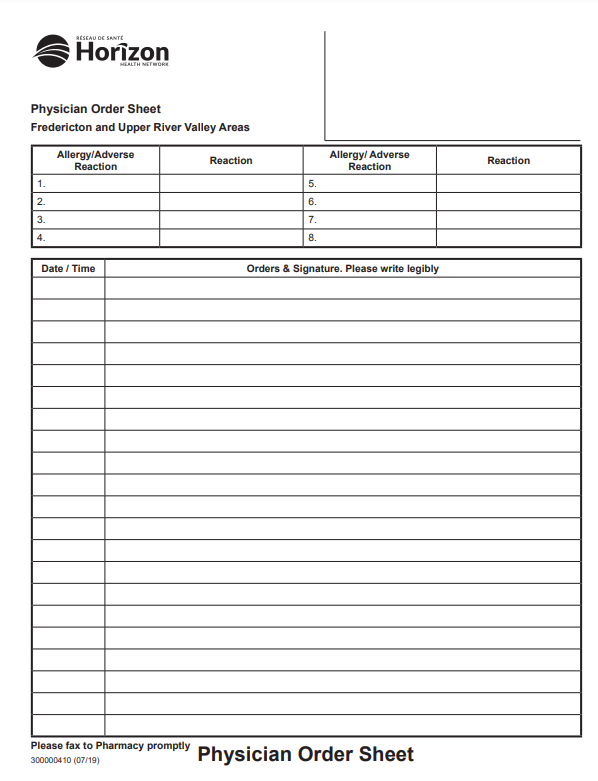 RÉSEAU DE SANTÉ
Horizon
HEALTH NETWORK
Physician Order Sheet
Fredericton and Upper River Valley Areas
Allergy/Adverse Reaction Reaction Allergy/ Adverse Reaction Reaction
1. 5.
2. 6.
3. 7.
4. 8.
Date / Time Orders & Signature. Please write legibly
Please fax to Pharmacy promptly
300000410 (07/19)
Physician Order Sheet